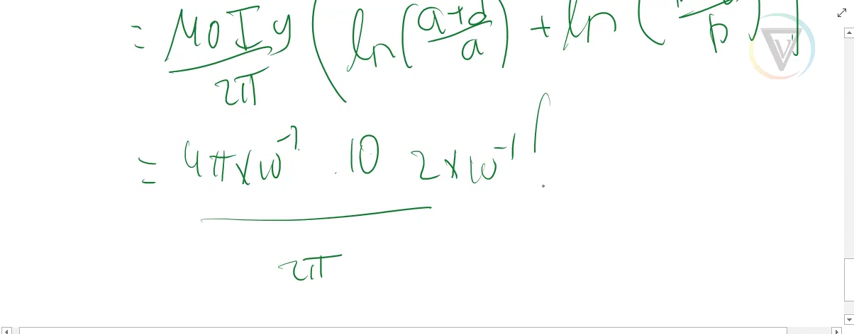 = μ0 I y / 2π ( ln( a+d / a ) + ln ( / b ) ]
= 4π×10⁻⁷ . 10 2×10⁻¹ ( / 2π